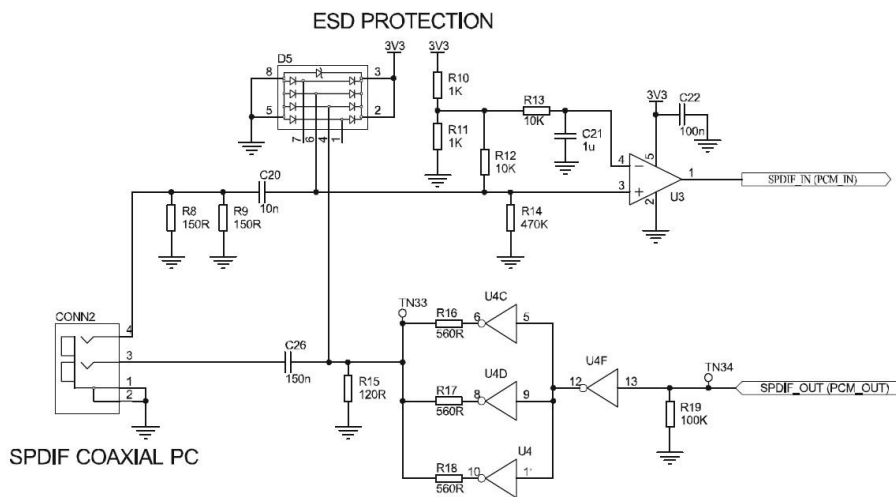 ESD PROTECTION
D5
3V3
3V3
8
3
5
2
7
6
4
1
R10
1K
R11
1K
R13
10K
C21
1u
R12
10K
3V3
C22
100n
4
5
3
1
2
U3
SPDIF_IN (PCM_IN)
R8
150R
R9
150R
C20
10n
R14
470K
CONN2
4
3
1
2
C26
150n
R15
120R
TN33
R16
560R
6
U4C
5
R17
560R
8
U4D
9
R18
560R
10
U4
1
12
U4F
13
TN34
R19
100K
SPDIF_OUT (PCM_OUT)
SPDIF COAXIAL PC